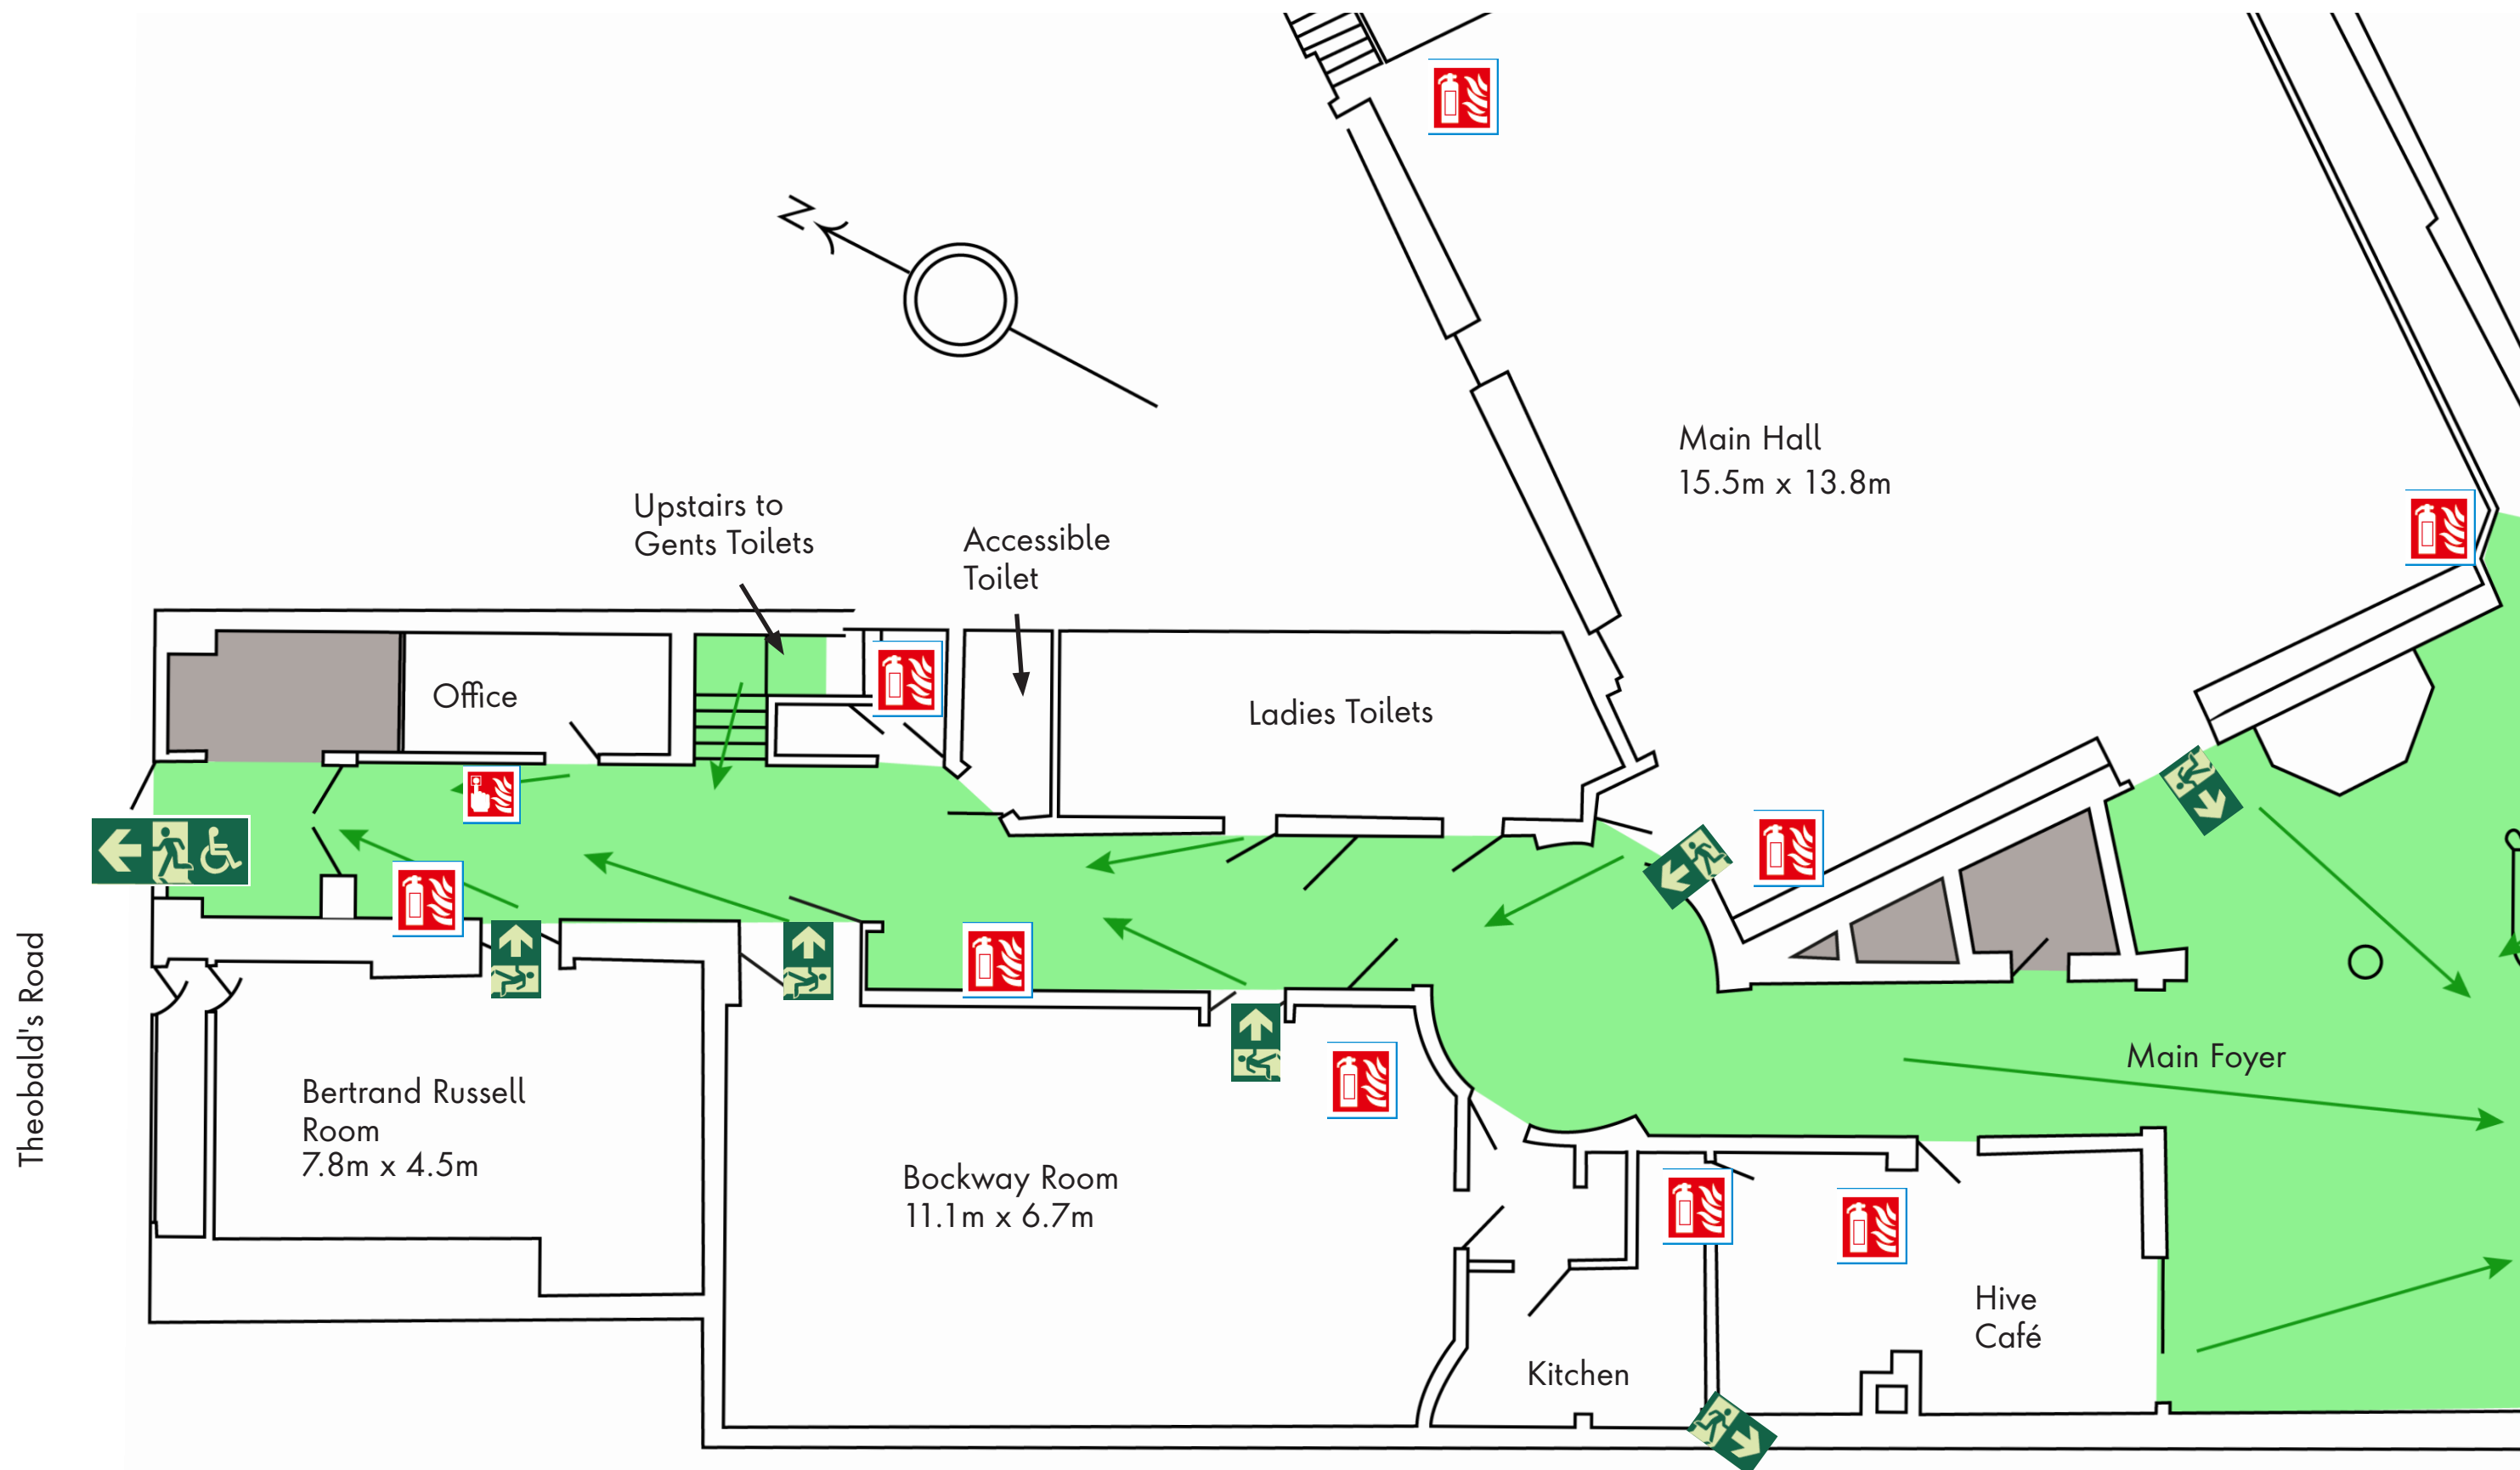 N
Main Hall
15.5m x 13.8m
Upstairs to
Gents Toilets
Accessible
Toilet
Office
Ladies Toilets
Theobald's Road
Main Foyer
Bertrand Russell
Room
7.8m x 4.5m
Bockway Room
11.1m x 6.7m
Hive
Café
Kitchen